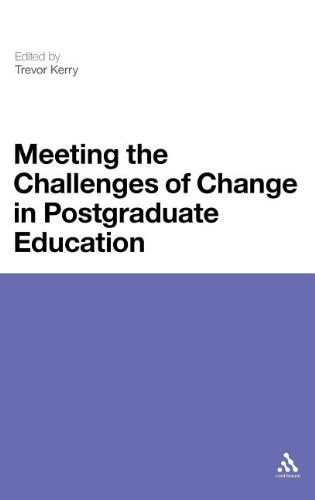 Edited by
Trevor Kerry
Meeting the
Challenges of Change
in Postgraduate
Education
continuum